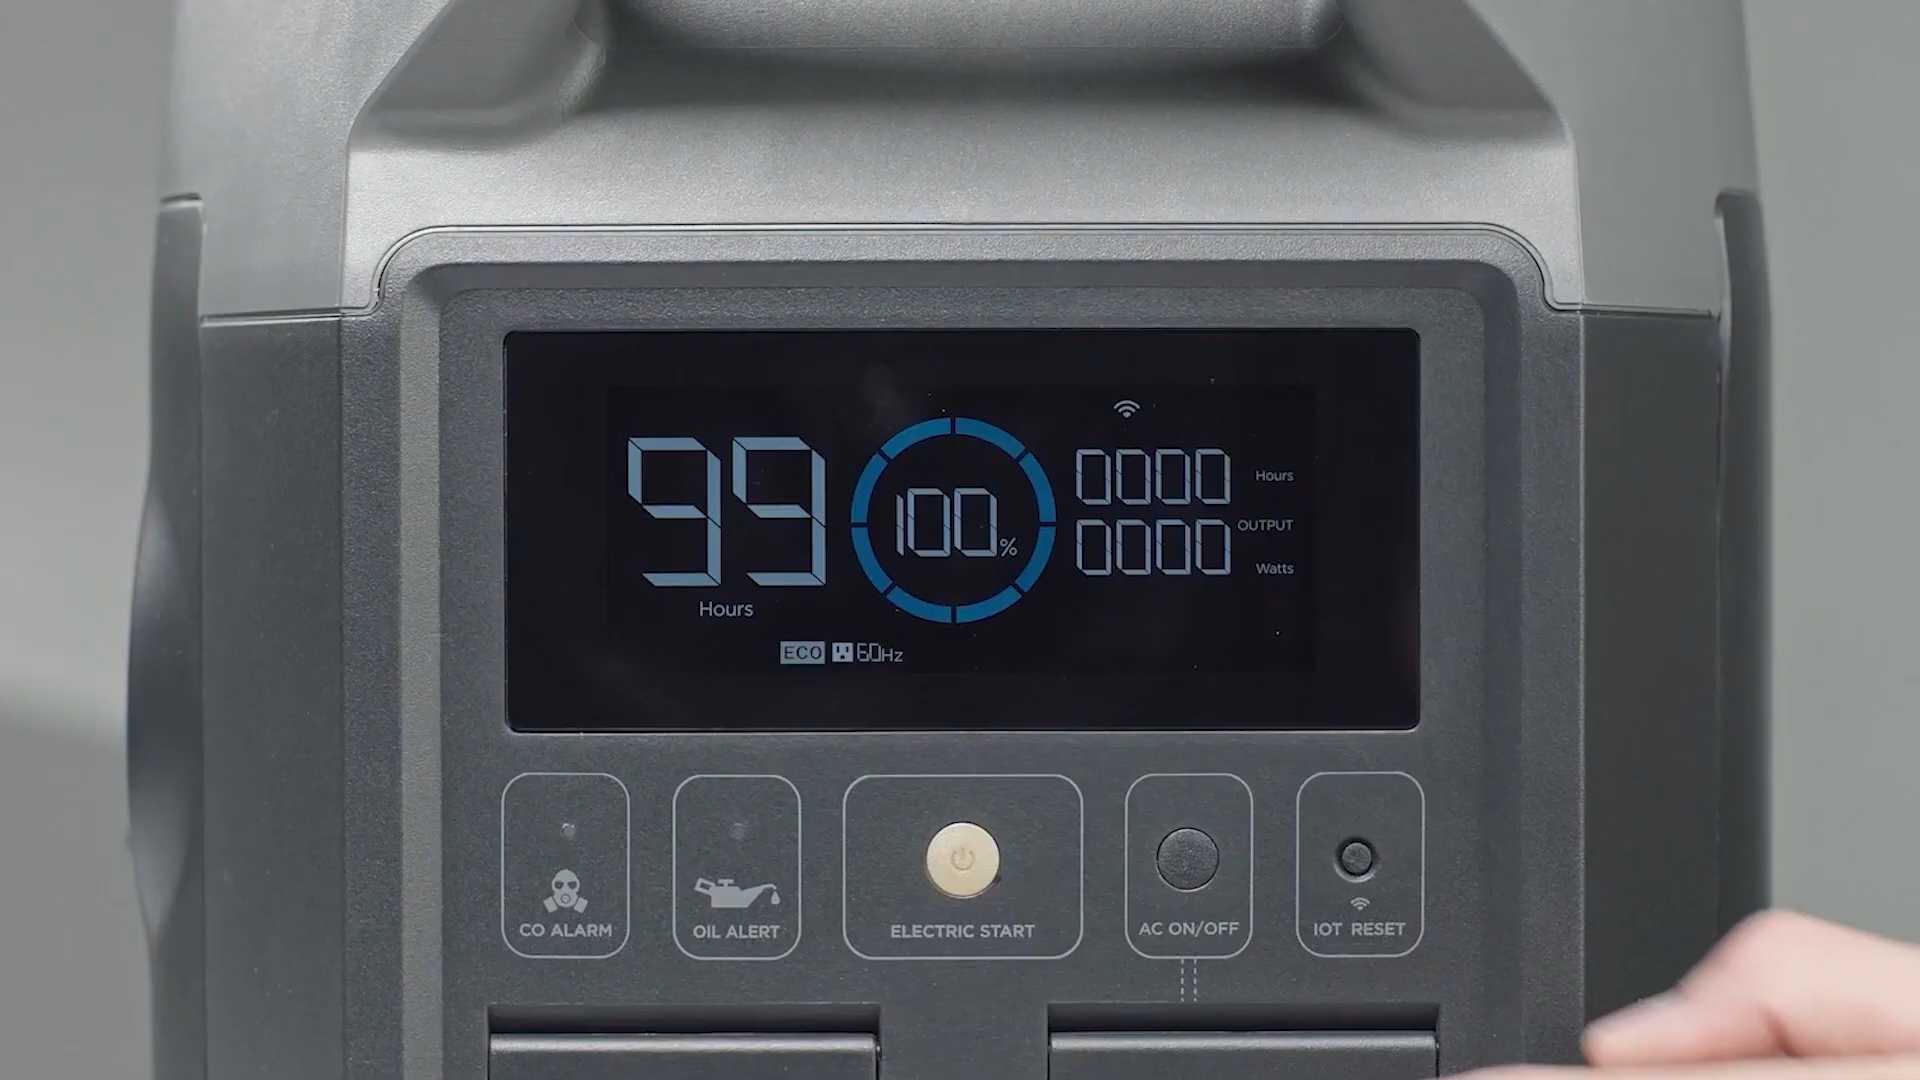 99
Hours
100%
0000 Hours
OUTPUT
0000 Watts
ECO 60Hz
CO ALARM
OIL ALERT
ELECTRIC START
AC ON/OFF
IOT RESET